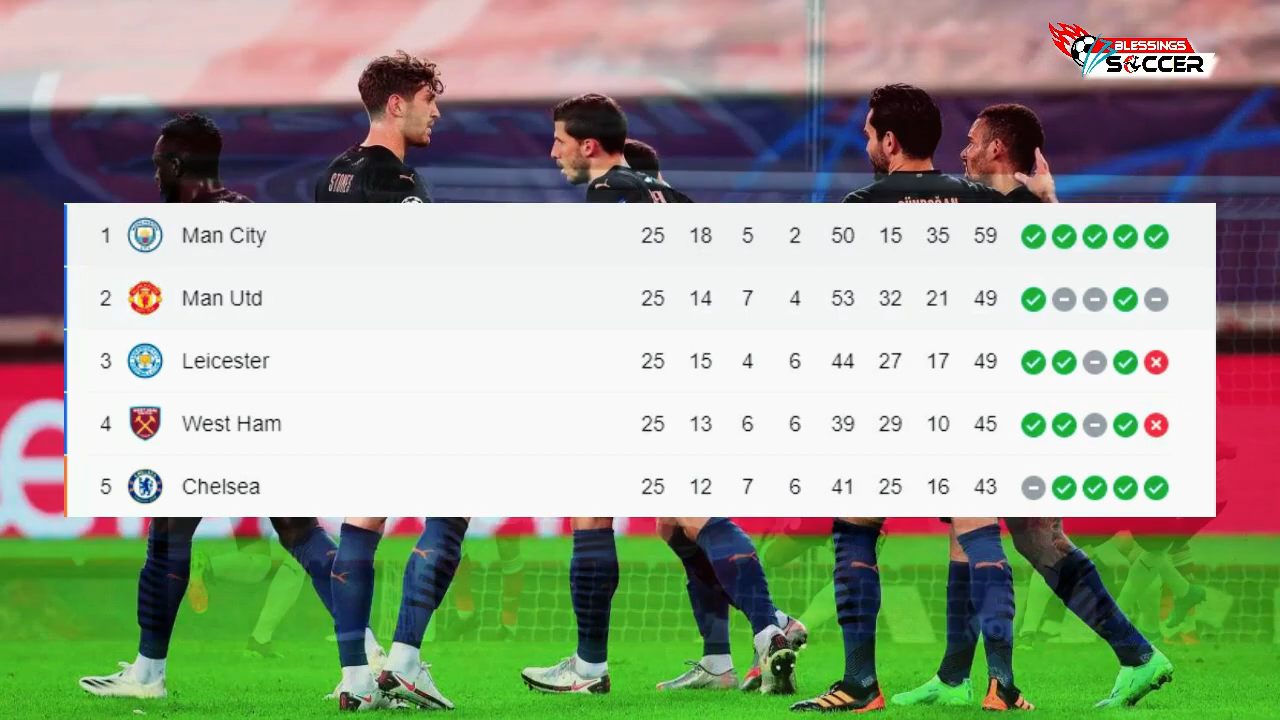 BLESSINGS
SOCCER
STONES
1 Man City 25 18 5 2 50 15 35 59
2 Man Utd 25 14 7 4 53 32 21 49
3 Leicester 25 15 4 6 44 27 17 49
4 West Ham 25 13 6 6 39 29 10 45
5 Chelsea 25 12 7 6 41 25 16 43